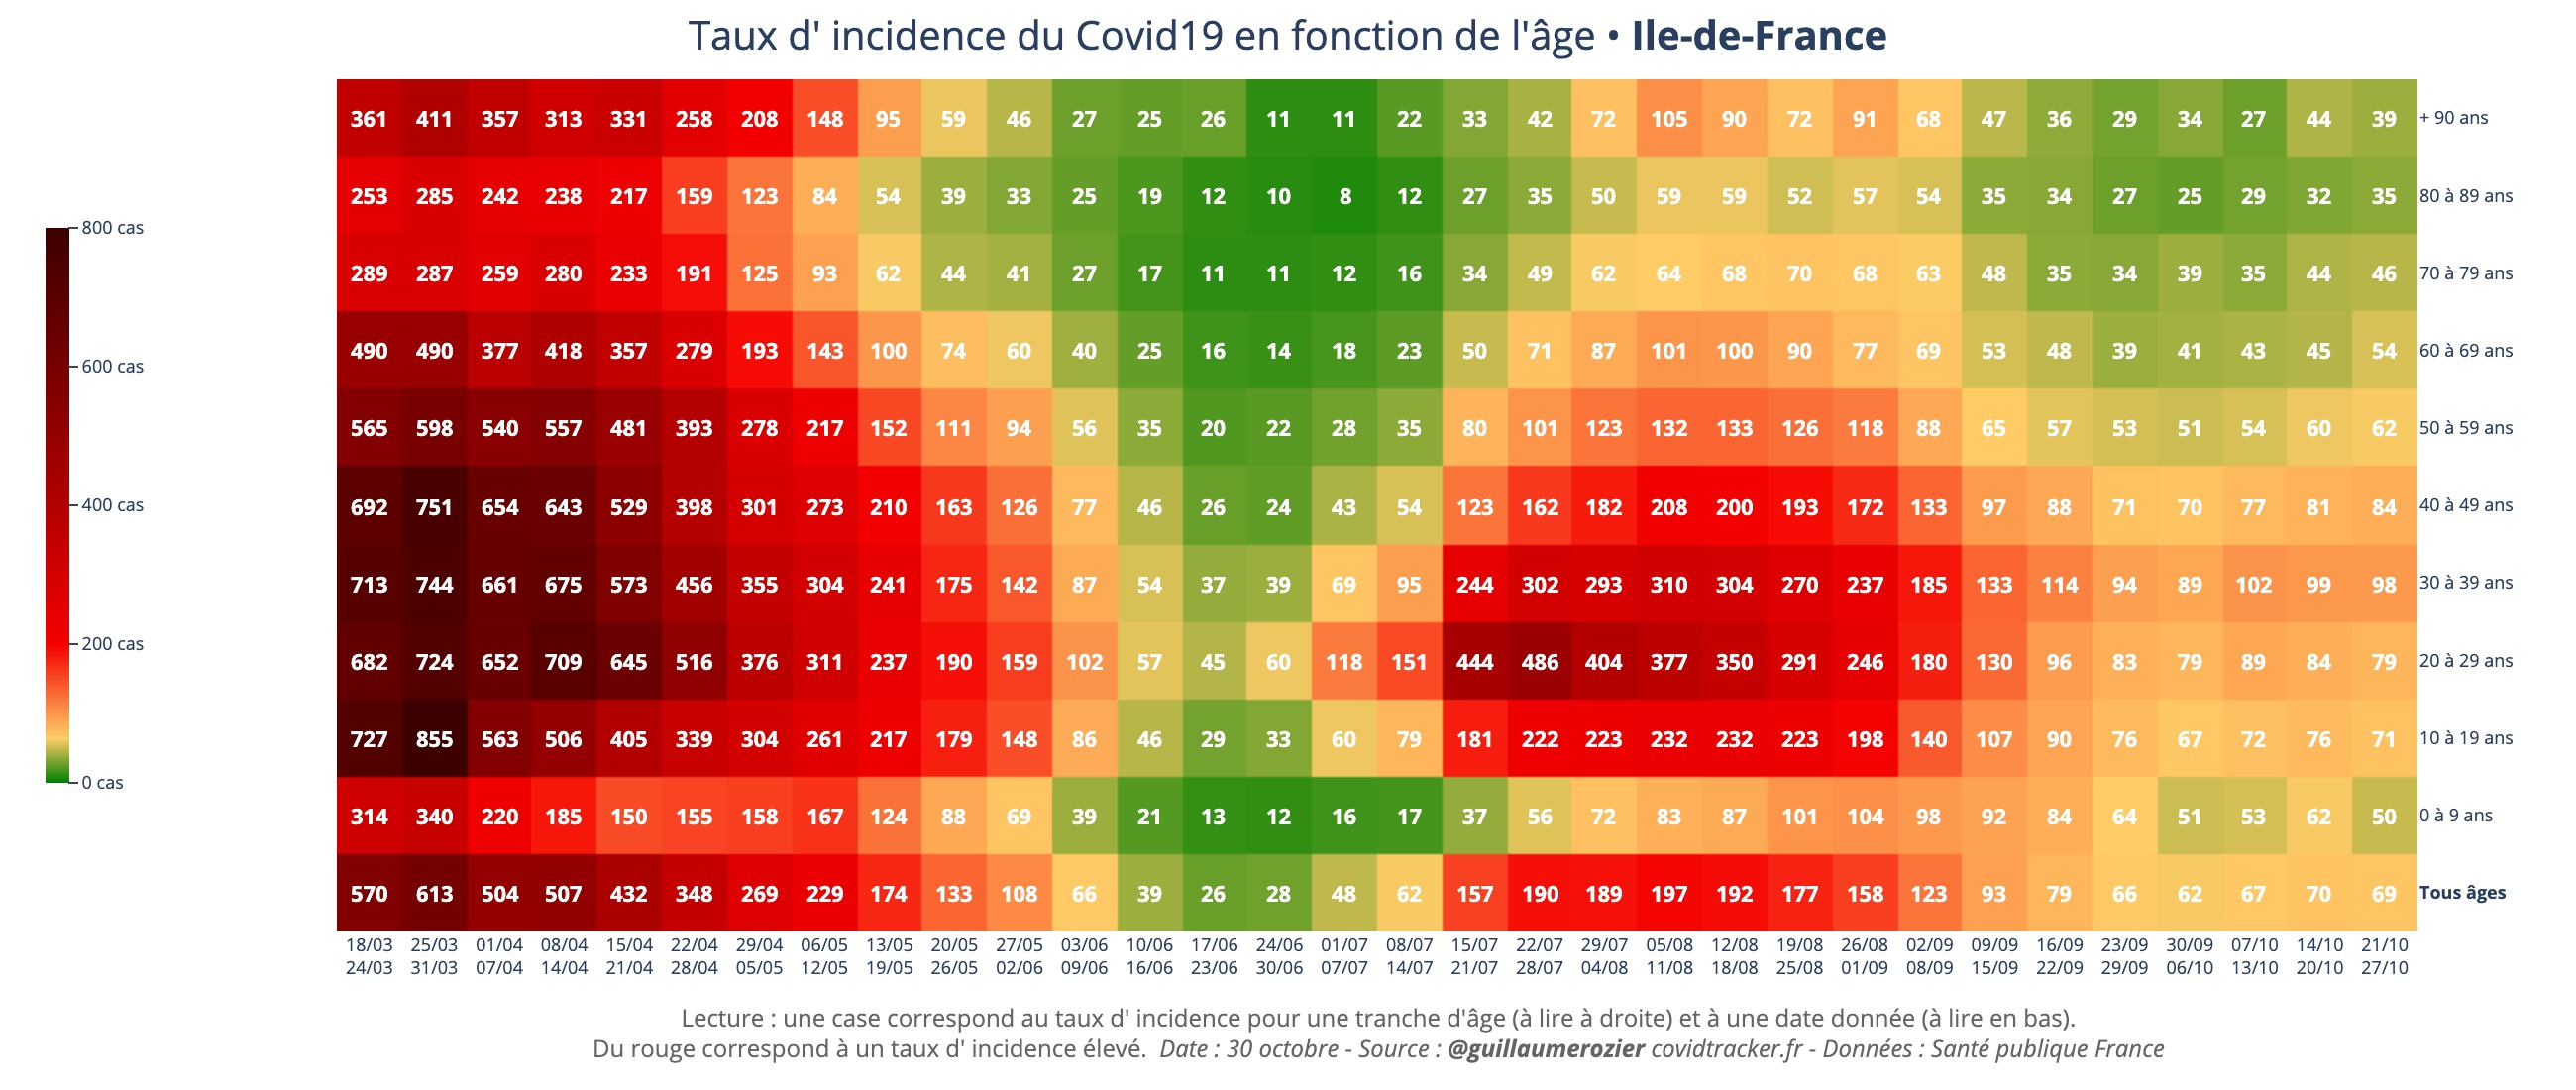 Taux d' incidence du Covid19 en fonction de l'âge • Ile-de-France
800 cas
600 cas
400 cas
200 cas
0 cas
361 411 357 313 331 258 208 148 95 59 46 27 25 26 11 11 22 33 42 72 105 90 72 91 68 47 36 29 34 27 44 39 + 90 ans
253 285 242 238 217 159 123 84 54 39 33 25 19 12 10 8 12 27 35 50 59 59 52 57 54 35 34 27 25 29 32 35 80 à 89 ans
289 287 259 280 233 191 125 93 62 44 41 27 17 11 11 12 16 34 49 62 64 68 70 68 63 48 35 34 39 35 44 46 70 à 79 ans
490 490 377 418 357 279 193 143 100 74 60 40 25 16 14 18 23 50 71 87 101 100 90 77 69 53 48 39 41 43 45 54 60 à 69 ans
565 598 540 557 481 393 278 217 152 111 94 56 35 20 22 28 35 80 101 123 132 133 126 118 88 65 57 53 51 54 60 62 50 à 59 ans
692 751 654 643 529 398 301 273 210 163 126 77 46 26 24 43 54 123 162 182 208 200 193 172 133 97 88 71 70 77 81 84 40 à 49 ans
713 744 661 675 573 456 355 304 241 175 142 87 54 37 39 69 95 244 302 293 310 304 270 237 185 133 114 94 89 102 99 98 30 à 39 ans
682 724 652 709 645 516 376 311 237 190 159 102 57 45 60 118 151 444 486 404 377 350 291 246 180 130 96 83 79 89 84 79 20 à 29 ans
727 855 563 506 405 339 304 261 217 179 148 86 46 29 33 60 79 181 222 223 232 232 223 198 140 107 90 76 67 72 76 71 10 à 19 ans
314 340 220 185 150 155 158 167 124 88 69 39 21 13 12 16 17 37 56 72 83 87 101 104 98 92 84 64 51 53 62 50 0 à 9 ans
570 613 504 507 432 348 269 229 174 133 108 66 39 26 28 48 62 157 190 189 197 192 177 158 123 93 79 66 62 67 70 69 Tous âges
18/03 25/03 01/04 08/04 15/04 22/04 29/04 06/05 13/05 20/05 27/05 03/06 10/06 17/06 24/06 01/07 08/07 15/07 22/07 29/07 05/08 12/08 19/08 26/08 02/09 09/09 16/09 23/09 30/09 07/10 14/10 21/10
24/03 31/03 07/04 14/04 21/04 28/04 05/05 12/05 19/05 26/05 02/06 09/06 16/06 23/06 30/06 07/07 14/07 21/07 28/07 04/08 11/08 18/08 25/08 01/09 08/09 15/09 22/09 29/09 06/10 13/10 20/10 27/10
Lecture : une case correspond au taux d' incidence pour une tranche d'âge (à lire à droite) et à une date donnée (à lire en bas).
Du rouge correspond à un taux d' incidence élevé. Date : 30 octobre - Source : @guillaumerozier covidtracker.fr - Données : Santé publique France